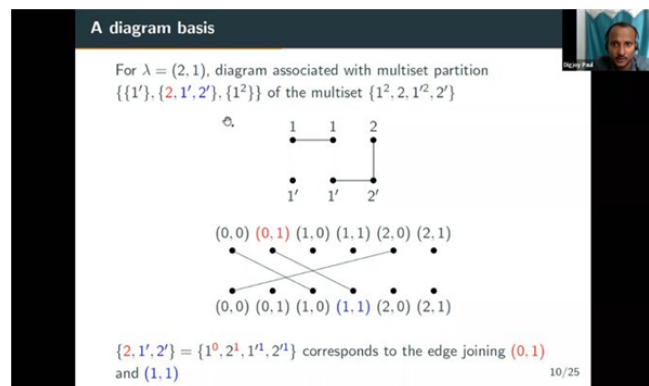 A diagram basis
Digjoy Paul
For λ = (2, 1), diagram associated with multiset partition
{{1′}, {2, 1′, 2′}, {1²}} of the multiset {1², 2, 1′², 2′}
1 1 2
1′ 1′ 2′
(0, 0) (0, 1) (1, 0) (1, 1) (2, 0) (2, 1)
(0, 0) (0, 1) (1, 0) (1, 1) (2, 0) (2, 1)
{2, 1′, 2′} = {1⁰, 2¹, 1′¹, 2′¹} corresponds to the edge joining (0, 1)
and (1, 1)
10/25